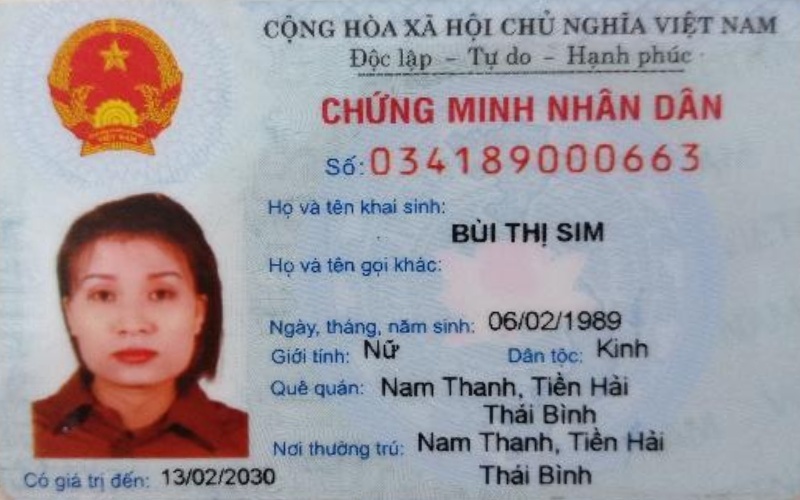 CỘNG HÒA XÃ HỘI CHỦ NGHĨA VIỆT NAM
Độc lập – Tự do – Hạnh phúc
CHỨNG MINH NHÂN DÂN
Số: 034189000663
Họ và tên khai sinh:
BÙI THỊ SIM
Họ và tên gọi khác:
Ngày, tháng, năm sinh: 06/02/1989
Giới tính: Nữ Dân tộc: Kinh
Quê quán: Nam Thanh, Tiền Hải
Thái Bình
Nơi thường trú: Nam Thanh, Tiền Hải
Thái Bình
Có giá trị đến: 13/02/2030
VIỆT NAM